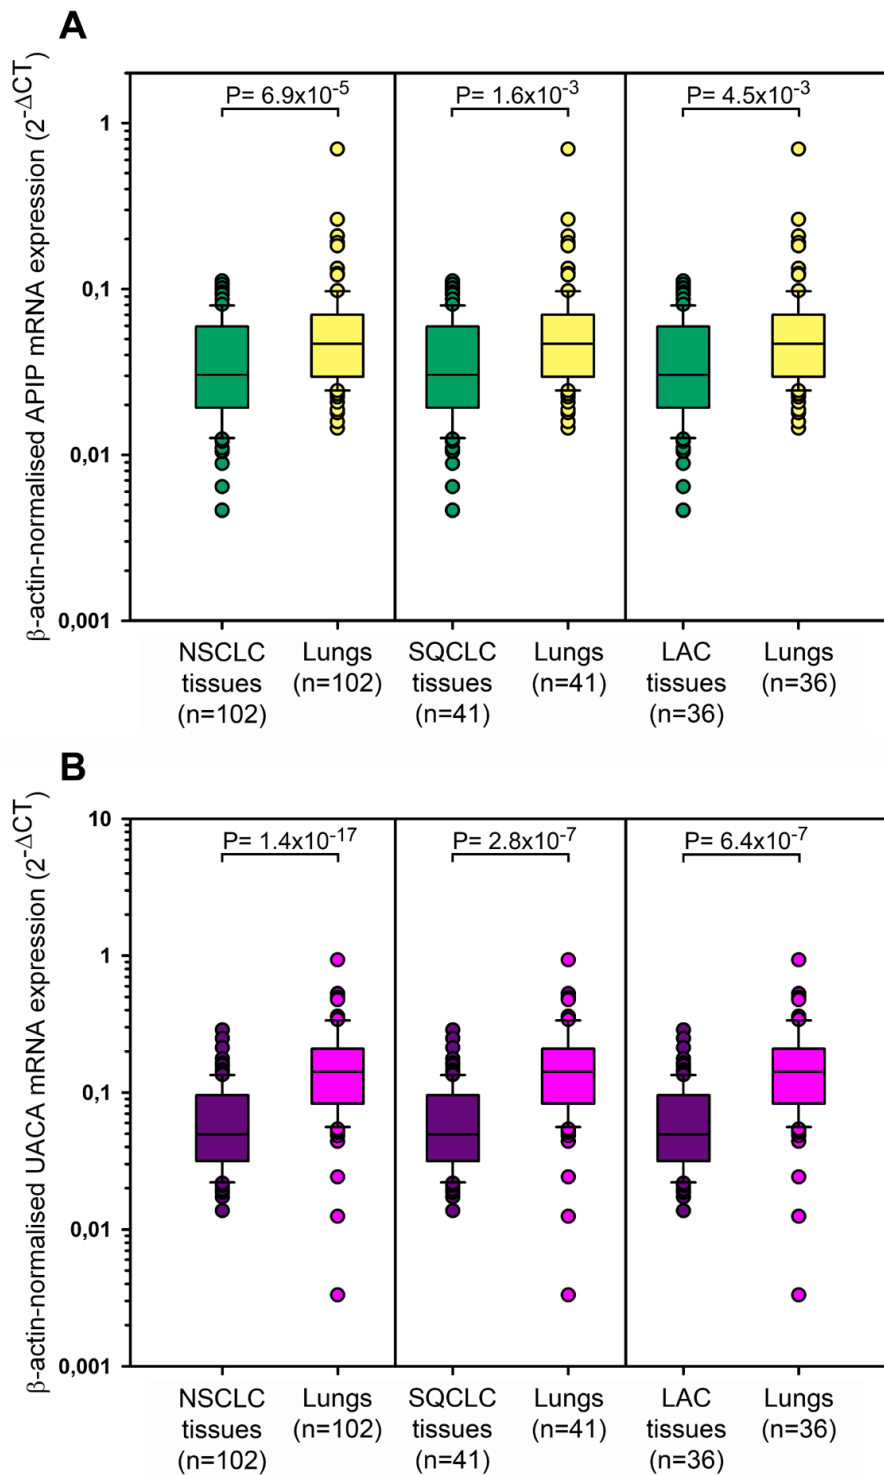 A
β-actin-normalised APIP mRNA expression (2^-ΔCT)
P= 6.9x10^-5 P= 1.6x10^-3 P= 4.5x10^-3
1
0,1
0,01
0,001
NSCLC Lungs SQCLC Lungs LAC Lungs
tissues (n=102) tissues (n=41) tissues (n=36)
(n=102) (n=41) (n=36)
B
β-actin-normalised UACA mRNA expression (2^-ΔCT)
10
P= 1.4x10^-17 P= 2.8x10^-7 P= 6.4x10^-7
1
0,1
0,01
0,001
NSCLC Lungs SQCLC Lungs LAC Lungs
tissues (n=102) tissues (n=41) tissues (n=36)
(n=102) (n=41) (n=36)